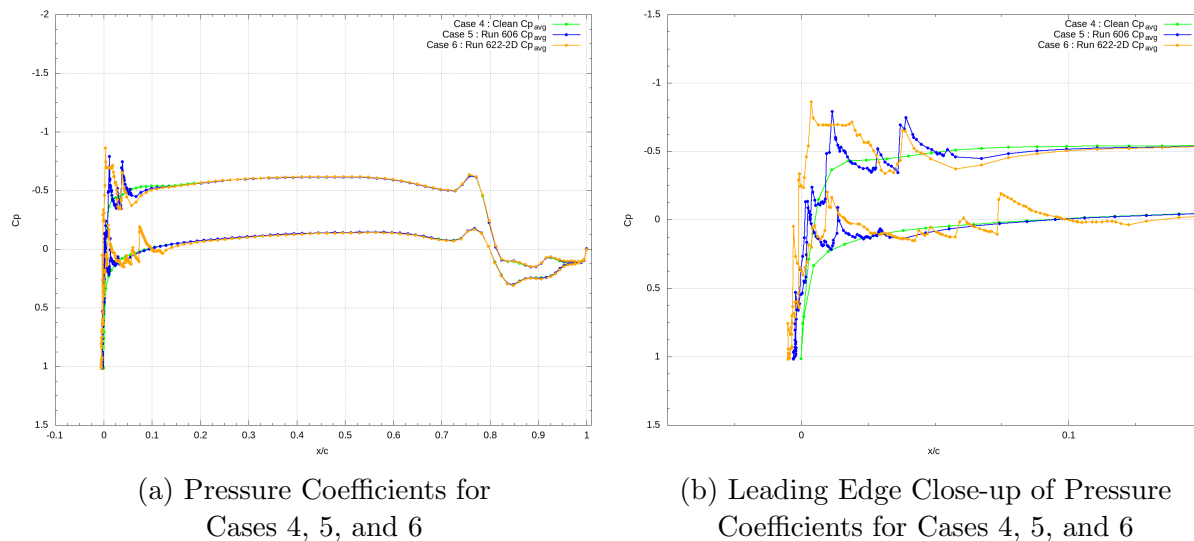 -2
-1.5
-1
-0.5
0
0.5
1
1.5
-0.1
0
0.1
0.2
0.3
0.4
0.5
0.6
0.7
0.8
0.9
1
Cp
x/c
Case 4 : Clean Cpavg
Case 5 : Run 606 Cpavg
Case 6 : Run 622-2D Cpavg
(a) Pressure Coefficients for
Cases 4, 5, and 6
-1
-0.5
0
0.5
1
1.5
0
0.1
Cp
x/c
Case 4 : Clean Cpavg
Case 5 : Run 606 Cpavg
Case 6 : Run 622-2D Cpavg
(b) Leading Edge Close-up of Pressure
Coefficients for Cases 4, 5, and 6